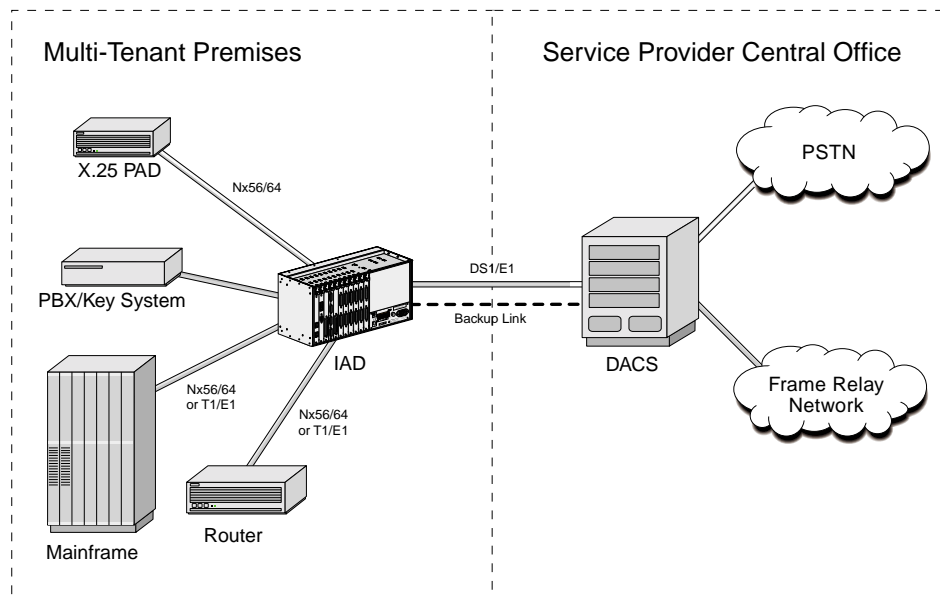 Multi-Tenant Premises
Service Provider Central Office
X.25 PAD
Nx56/64
PSTN
PBX/Key System
DS1/E1
Backup Link
IAD
DACS
Nx56/64
or T1/E1
Nx56/64
or T1/E1
Frame Relay
Network
Router
Mainframe